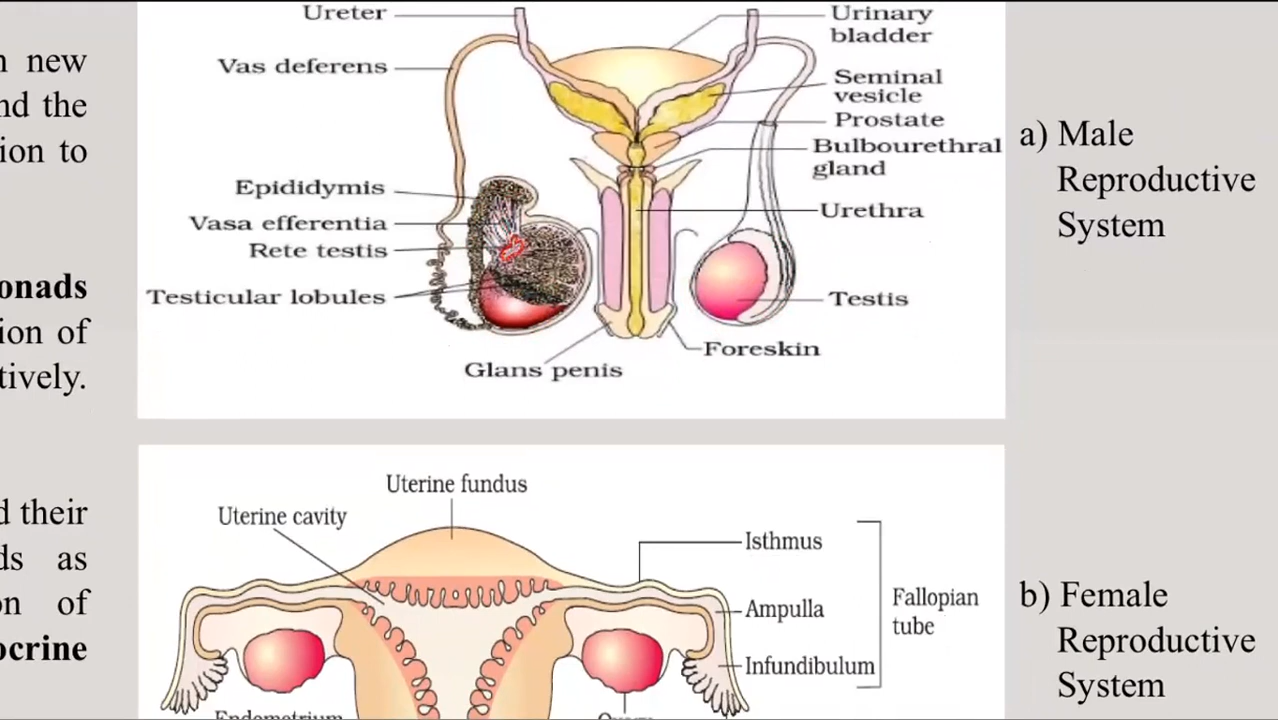 n new
nd the
ion to
onads
ion of
tively.
d their
ds as
on of
ocrine
Ureter
Vas deferens
Epididymis
Vasa efferentia
Rete testis
Testicular lobules
Glans penis
Urinary
bladder
Seminal
vesicle
Prostate
Bulbourethral
gland
Urethra
Testis
Foreskin
a) Male
Reproductive
System
Uterine fundus
Uterine cavity
Isthmus
Ampulla
Infundibulum
Fallopian
tube
Endometrium
Ovary
b) Female
Reproductive
System